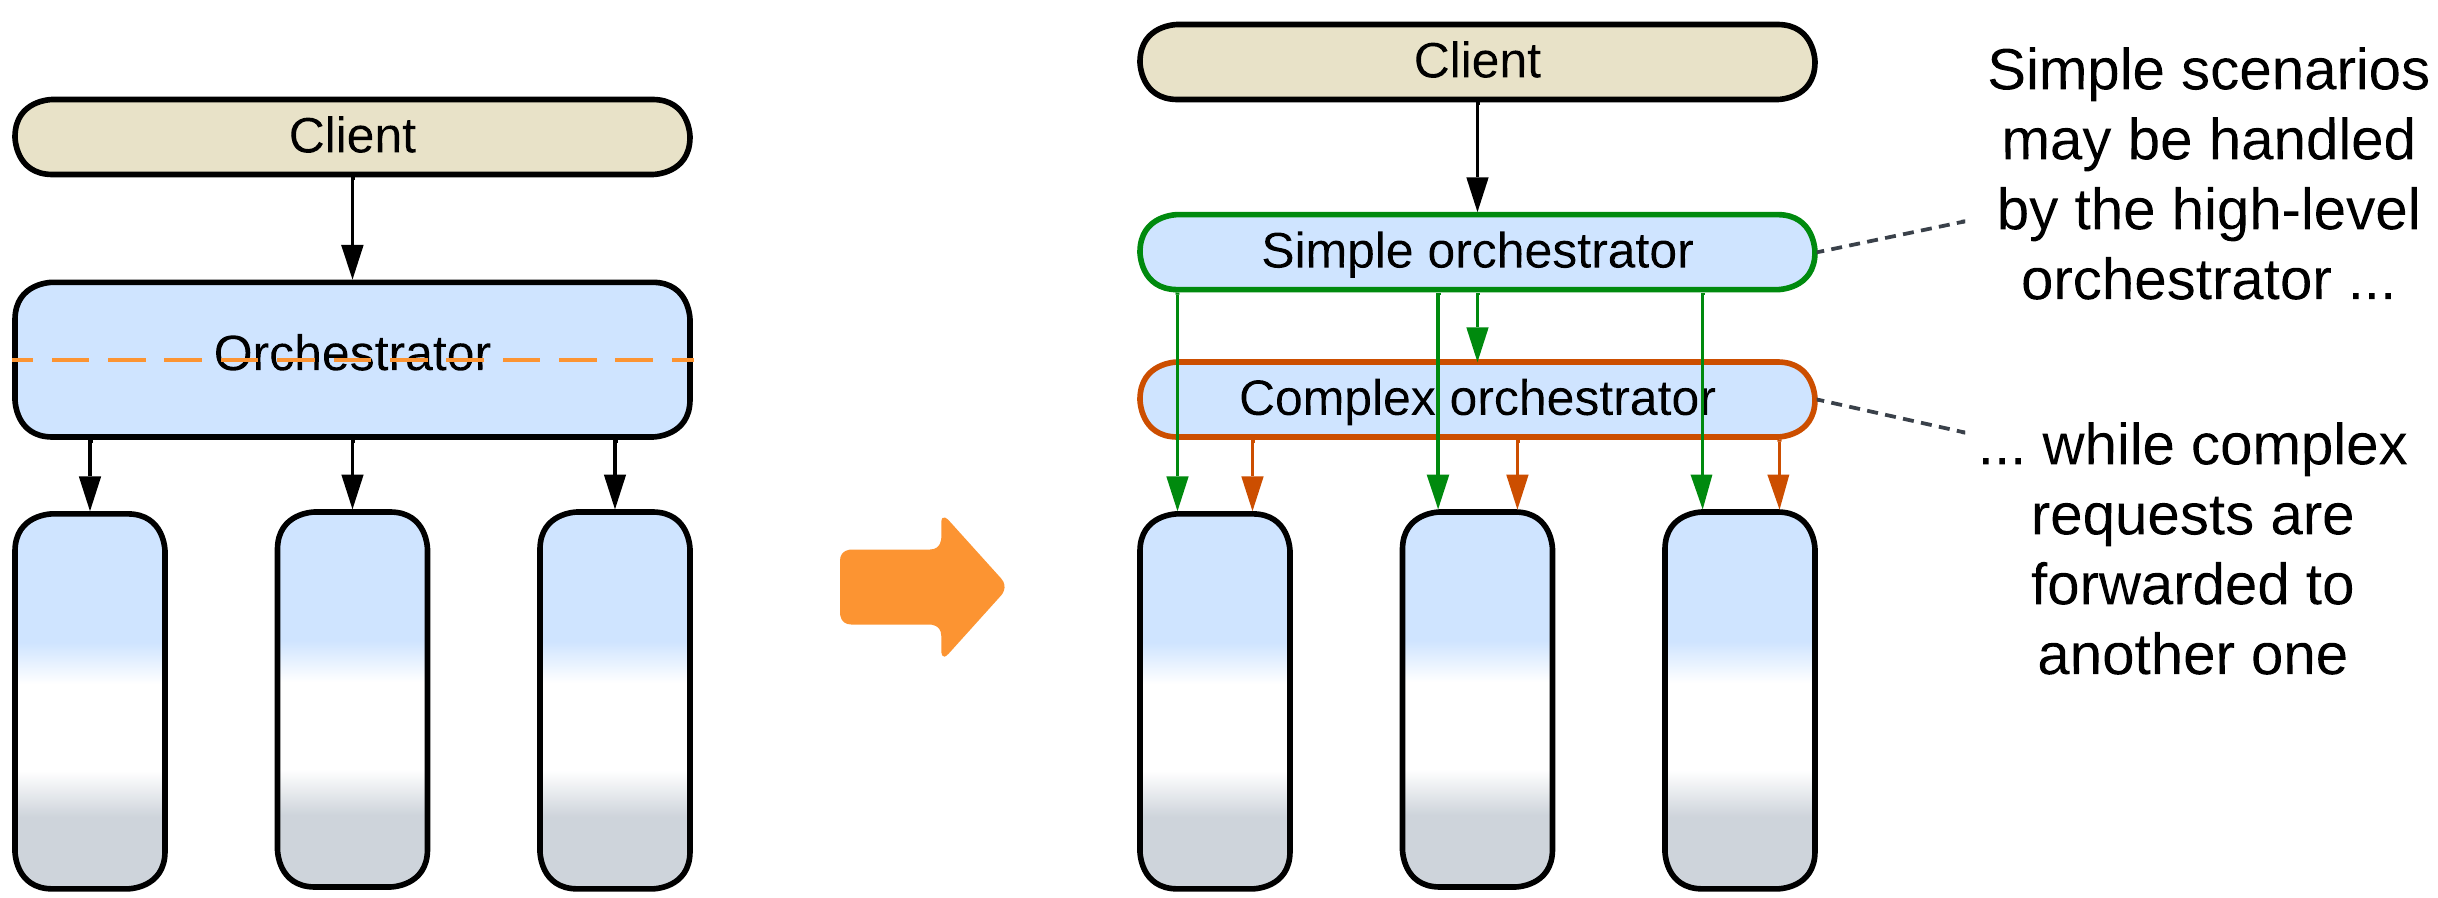 Client
Orchestrator
Client
Simple orchestrator
Complex orchestrator
Simple scenarios
may be handled
by the high-level
orchestrator ...
... while complex
requests are
forwarded to
another one